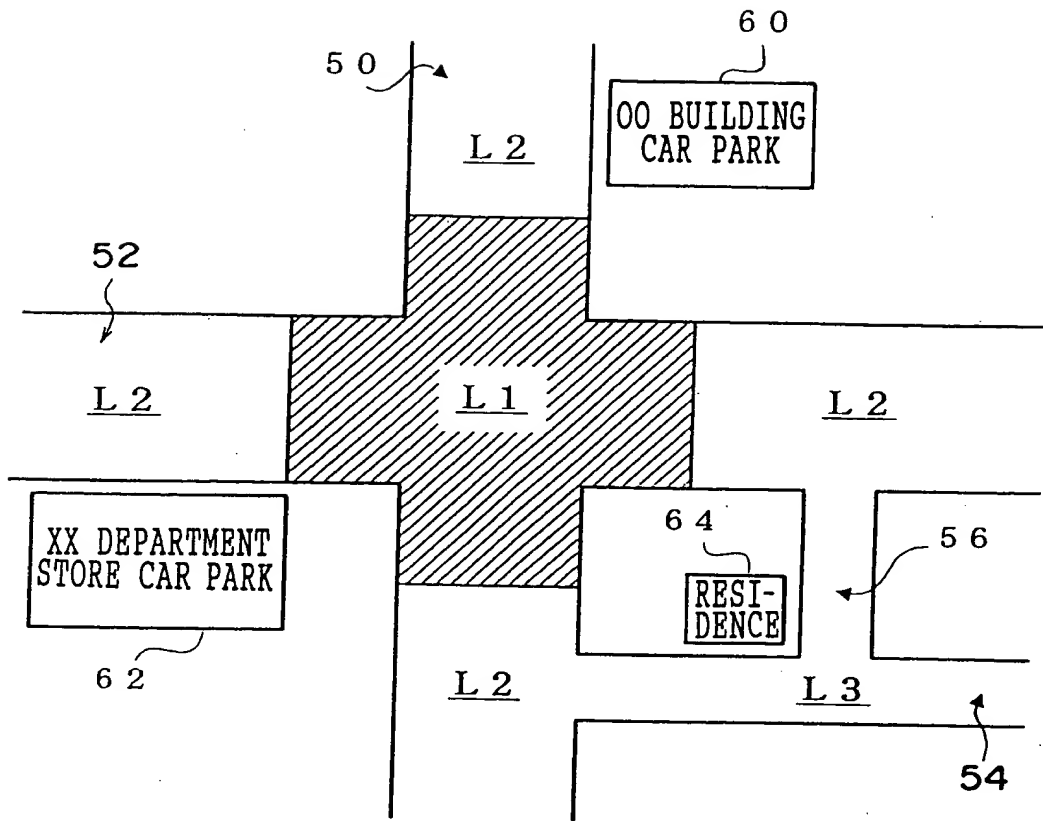 50
60
OO BUILDING
CAR PARK
L2
52
L2
L1
L2
64
56
XX DEPARTMENT
STORE CAR PARK
RESI-
DENCE
62
L2
L3
54